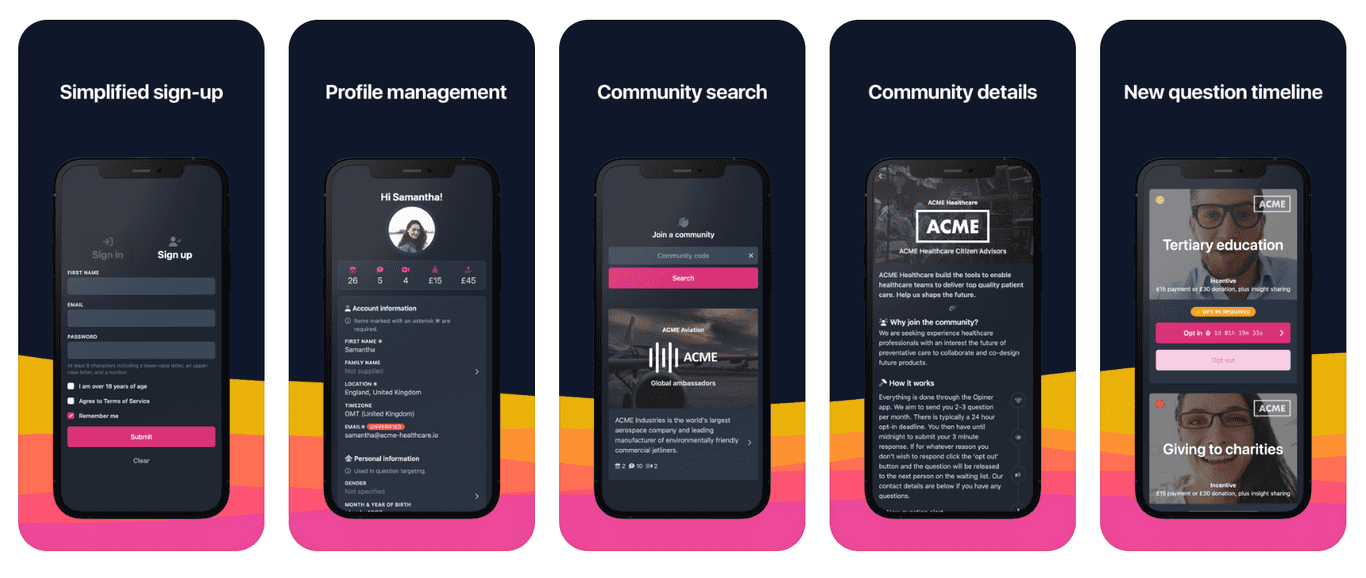 Simplified sign-up
Sign in
Sign up
FIRST NAME
EMAIL
PASSWORD
At least 8 characters including a lower-case letter, an upper-
case letter, and a number.
I am over 18 years of age
Agree to Terms of Service
Remember me
Submit
Clear
Profile management
Hi Samantha!
26 5 4 £15 £45
Account information
Items marked with an asterisk ✱ are
required.
FIRST NAME ✱
Samantha
FAMILY NAME
Not supplied
LOCATION ✱
England, United Kingdom
TIMEZONE
GMT (United Kingdom)
EMAIL ✱ UNVERIFIED
samantha@acme-healthcare.io
Personal information
Used in question targeting.
GENDER
Not specified
MONTH & YEAR OF BIRTH
Community search
Join a community
Community code
Search
ACME Aviation
ACME
Global ambassadors
ACME Industries is the world's largest
aerospace company and leading
manufacturer of environmentally friendly
commercial jetliners.
2 10 2
Community details
ACME Healthcare
ACME
ACME Healthcare Citizen Advisors
ACME Healthcare build the tools to enable
healthcare teams to deliver top quality patient
care. Help us shape the future.
Why join the community?
We are seeking experience healthcare
professionals with an interest the future of
preventative care to collaborate and co-design
future products.
How it works
Everything is done through the Opiner
app. We aim to send you 2-3 question
per month. There is typically a 24 hour
opt-in deadline. You then have until
midnight to submit your 3 minute
response. If for whatever reason you
don't wish to respond click the 'opt out'
button and the question will be released
to the next person on the waiting list. Our
contact details are below if you have any
questions.
New question timeline
ACME
Tertiary education
Incentive
£15 payment or £30 donation, plus insight sharing
OPT IN REQUIRED
Opt in 1d 01h 19m 33s
Opt out
ACME
Giving to charities
Incentive
£15 payment or £30 donation, plus insight sharing